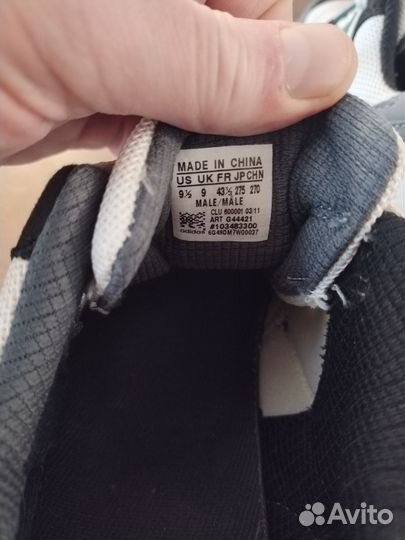 MADE IN CHINA
US UK FR JP CHN
9½ 9 43⅓ 275 270
MALE/MÂLE
CLU 600001 03/11
ART G44421
#103483300
adidas 6G49DM7W00037
Avito